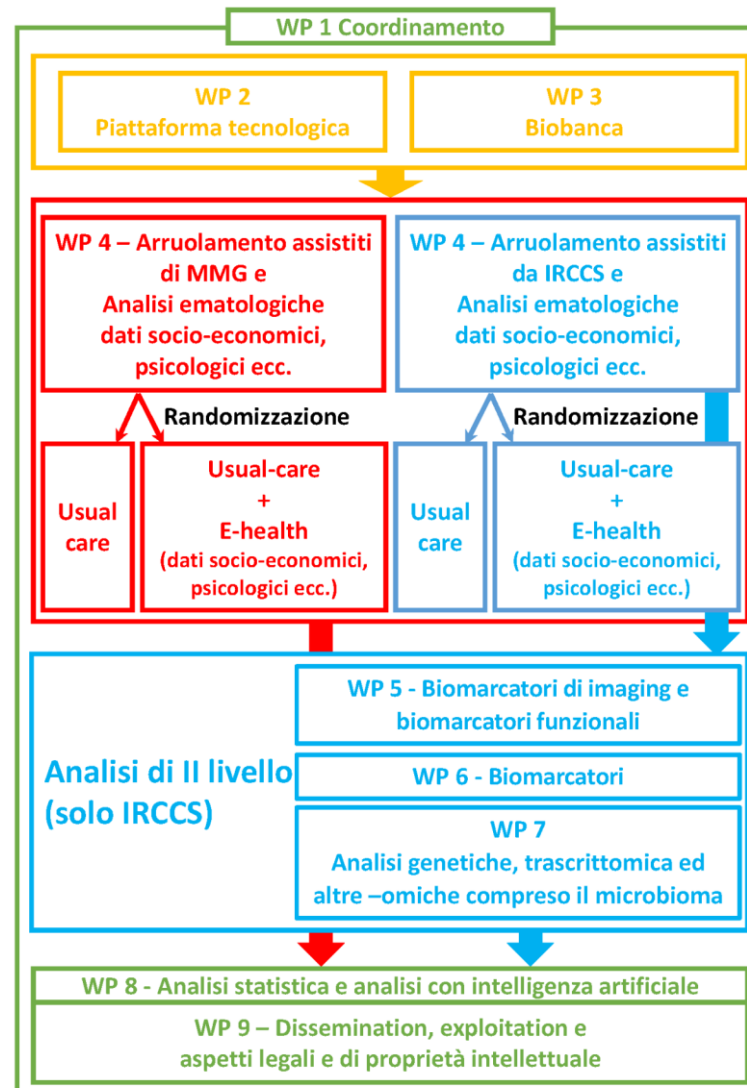 WP 1 Coordinamento
WP 2
Piattaforma tecnologica
WP 3
Biobanca
WP 4 – Arruolamento assistiti
di MMG e
Analisi ematologiche
dati socio-economici,
psicologici ecc.
WP 4 – Arruolamento assistiti
da IRCCS e
Analisi ematologiche
dati socio-economici,
psicologici ecc.
Randomizzazione
Randomizzazione
Usual
care
Usual-care
+
E-health
(dati socio-economici,
psicologici ecc.)
Usual
care
Usual-care
+
E-health
(dati socio-economici,
psicologici ecc.)
Analisi di II livello
(solo IRCCS)
WP 5 - Biomarcatori di imaging e
biomarcatori funzionali
WP 6 - Biomarcatori
WP 7
Analisi genetiche, trascrittomica ed
altre –omiche compreso il microbioma
WP 8 - Analisi statistica e analisi con intelligenza artificiale
WP 9 – Dissemination, exploitation e
aspetti legali e di proprietà intellettuale